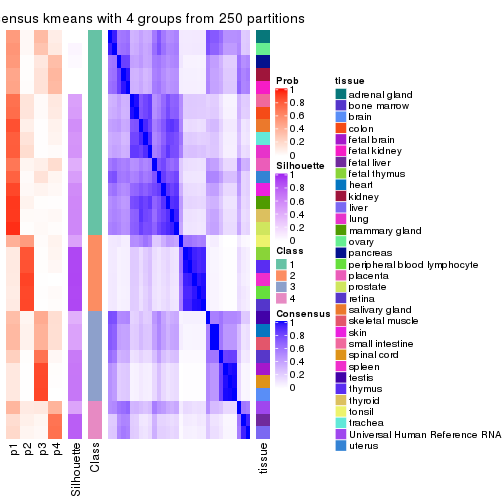 ensus kmeans with 4 groups from 250 partitions
Prob
1
0.8
0.6
0.4
0.2
0
Silhouette
1
0.8
0.6
0.4
0.2
0
Class
1
2
3
4
Consensus
1
0.8
0.6
0.4
0.2
0
tissue
adrenal gland
bone marrow
brain
colon
fetal brain
fetal kidney
fetal liver
fetal thymus
heart
kidney
liver
lung
mammary gland
ovary
pancreas
peripheral blood lymphocyte
placenta
prostate
retina
salivary gland
skeletal muscle
skin
small intestine
spinal cord
spleen
testis
thymus
thyroid
tonsil
trachea
Universal Human Reference RNA
uterus
p1
p2
p3
p4
Silhouette
Class
tissue